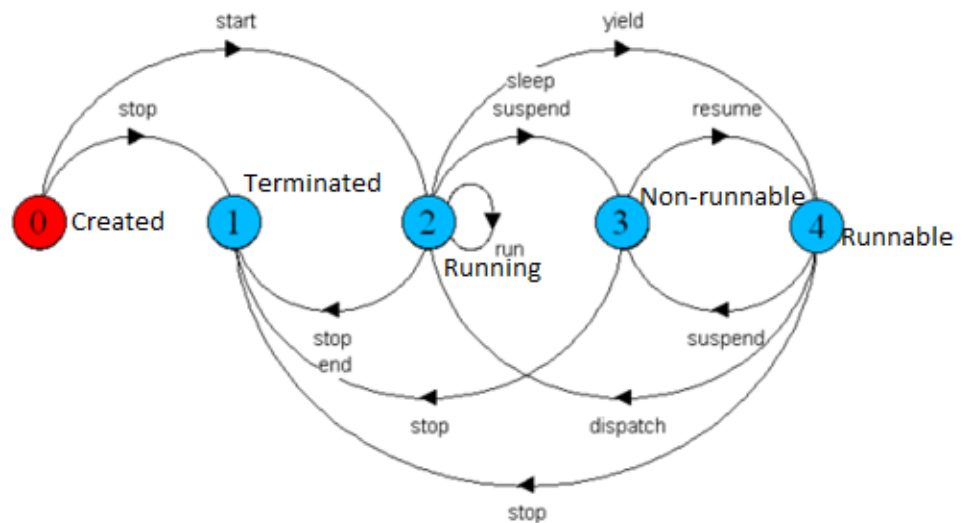 start
yield
sleep
stop
suspend
resume
Terminated
Non-runnable
0
Created
1
2
3
4
Runnable
run
Running
stop
end
suspend
stop
dispatch
stop